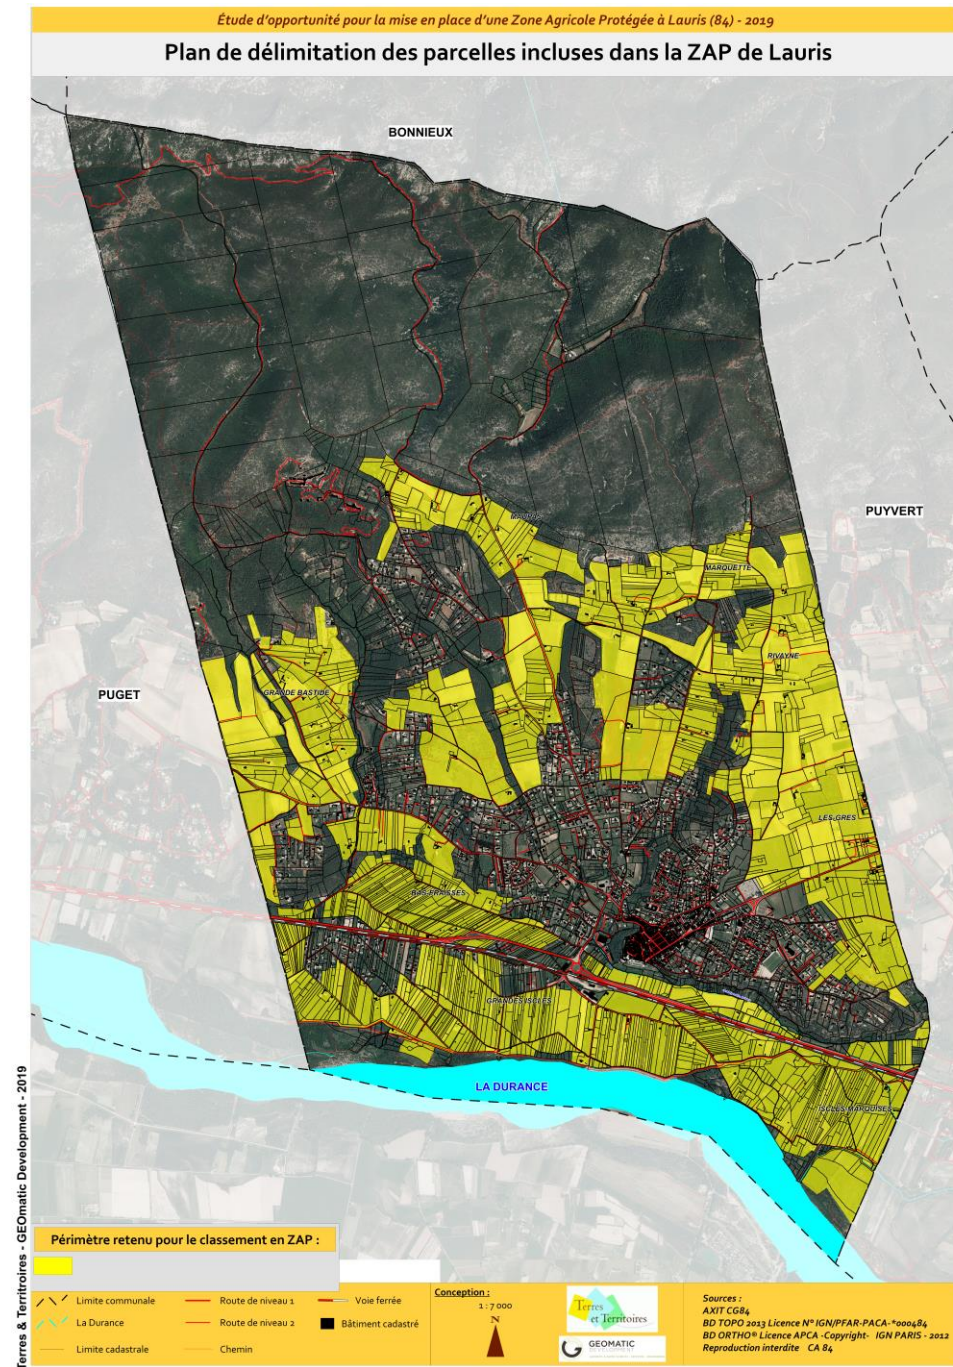 Étude d'opportunité pour la mise en place d'une Zone Agricole Protégée à Lauris (84) - 2019
Plan de délimitation des parcelles incluses dans la ZAP de Lauris
BONNIEUX
PUYVERT
MARQUETTE
RIVAYNE
PUGET
GRANDE BASTIDE
LES GRES
BAS FRAISSES
GRANDES ISCLES
LA DURANCE
ISCLES MARQUISES
Terres & Territroires - GEOmatic Development - 2019
Périmètre retenu pour le classement en ZAP :
Limite communale
La Durance
Limite cadastrale
Route de niveau 1
Route de niveau 2
Chemin
Voie ferrée
Bâtiment cadastré
Conception :
1 : 7 000
N
Terres
et Territoires
GEOMATIC
DEVELOPMENT
Sources :
AXIT CG84
BD TOPO 2013 Licence N° IGN/PFAR-PACA-*000484
BD ORTHO® Licence APCA -Copyright- IGN PARIS - 2012
Reproduction interdite CA 84